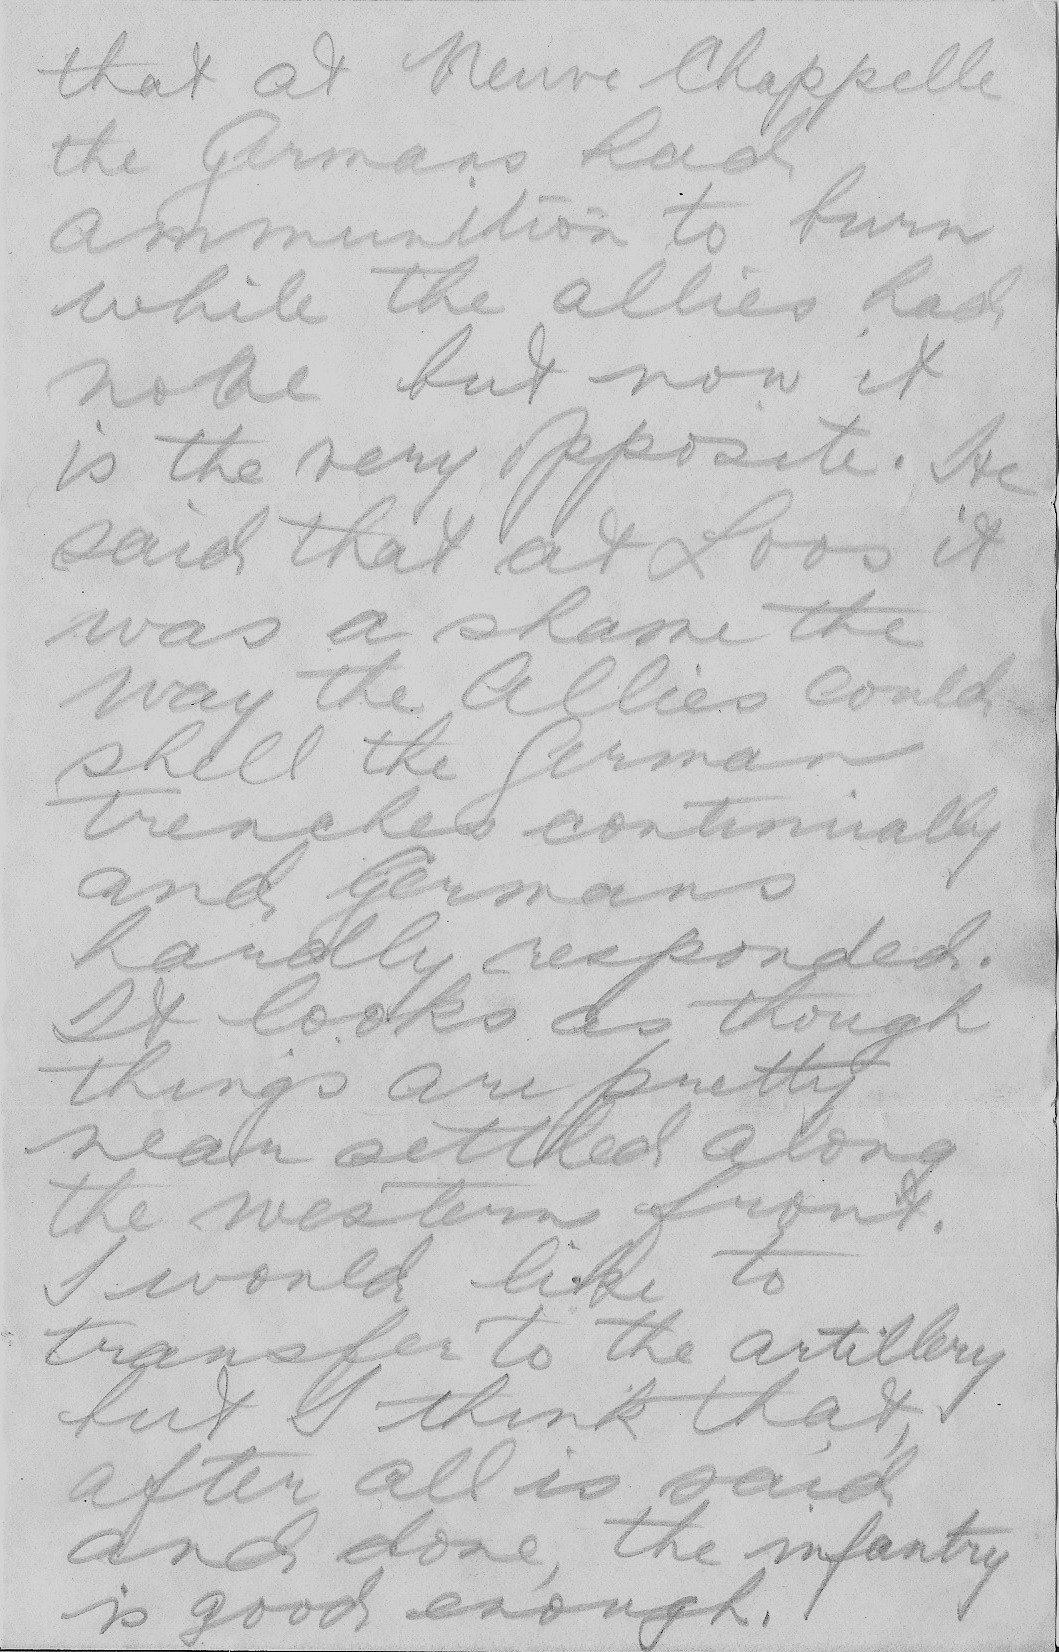 that at Neuve Chappelle
the Germans had
ammunition to burn
while the allies had
none but now it
is the very opposite. He
said that at Loos it
was a shame the
way the Allies could
shell the German
trenches continually
and Germans
hardly responded.
It looks as though
things are pretty
near settled along
the western front.
I would like to
transfer to the artillery
but I think that,
after all is said
and done, the infantry
is good enough.